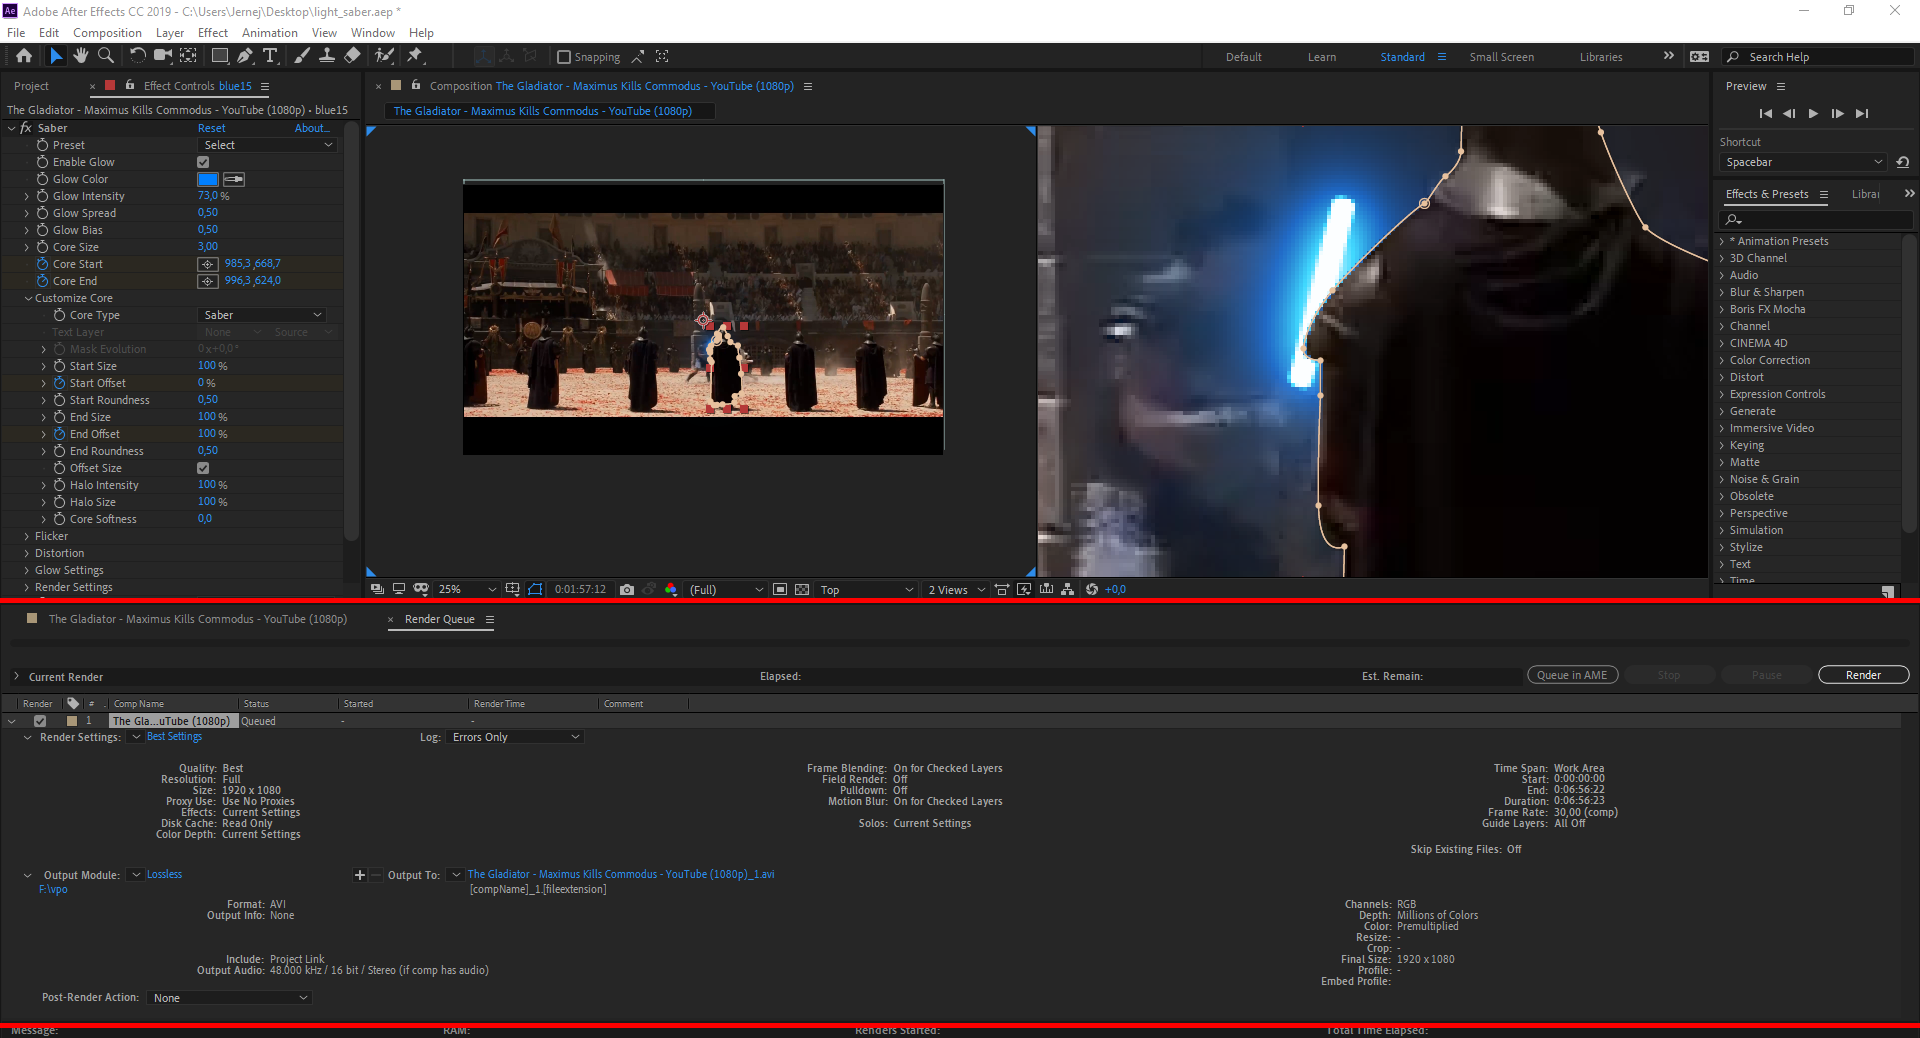 Ae Adobe After Effects CC 2019 - C:\Users\Jernej\Desktop\light_saber.aep *
File Edit Composition Layer Effect Animation View Window Help
Snapping Default Learn Standard Small Screen Libraries Search Help
Project Effect Controls blue15
The Gladiator - Maximus Kills Commodus - YouTube (1080p) • blue15
fx Saber Reset About...
Preset Select
Enable Glow
Glow Color
Glow Intensity 73,0 %
Glow Spread 0,50
Glow Bias 0,50
Core Size 3,00
Core Start 985,3 ,668,7
Core End 996,3 ,624,0
Customize Core
Core Type Saber
Text Layer None Source
Mask Evolution 0 x+0,0°
Start Size 100 %
Start Offset 0 %
Start Roundness 0,50
End Size 100 %
End Offset 100 %
End Roundness 0,50
Offset Size
Halo Intensity 100 %
Halo Size 100 %
Core Softness 0,0
Flicker
Distortion
Glow Settings
Render Settings
Composition The Gladiator - Maximus Kills Commodus - YouTube (1080p)
The Gladiator - Maximus Kills Commodus - YouTube (1080p)
25% 0:01:57:12 (Full) Top 2 Views +0,0
Preview
Shortcut
Spacebar
Effects & Presets Librar
* Animation Presets
3D Channel
Audio
Blur & Sharpen
Boris FX Mocha
Channel
CINEMA 4D
Color Correction
Distort
Expression Controls
Generate
Immersive Video
Keying
Matte
Noise & Grain
Obsolete
Perspective
Simulation
Stylize
Text
Time
The Gladiator - Maximus Kills Commodus - YouTube (1080p) Render Queue
Current Render Elapsed: Est. Remain: Queue in AME Stop Pause Render
Render # Comp Name Status Started Render Time Comment
1 The Gla...uTube (1080p) Queued - -
Render Settings: Best Settings Log: Errors Only
Quality: Best
Resolution: Full
Size: 1920 x 1080
Proxy Use: Use No Proxies
Effects: Current Settings
Disk Cache: Read Only
Color Depth: Current Settings
Frame Blending: On for Checked Layers
Field Render: Off
Pulldown: Off
Motion Blur: On for Checked Layers
Solos: Current Settings
Time Span: Work Area
Start: 0:00:00:00
End: 0:06:56:22
Duration: 0:06:56:23
Frame Rate: 30,00 (comp)
Guide Layers: All Off
Skip Existing Files: Off
Output Module: Lossless Output To: The Gladiator - Maximus Kills Commodus - YouTube (1080p)_1.avi
F:\vpo [compName]_1.[fileextension]
Format: AVI
Output Info: None
Include: Project Link
Output Audio: 48.000 kHz / 16 bit / Stereo (if comp has audio)
Channels: RGB
Depth: Millions of Colors
Color: Premultiplied
Resize: -
Crop: -
Final Size: 1920 x 1080
Profile: -
Embed Profile:
Post-Render Action: None
Message: RAM: Renders Started: Total Time Elapsed: